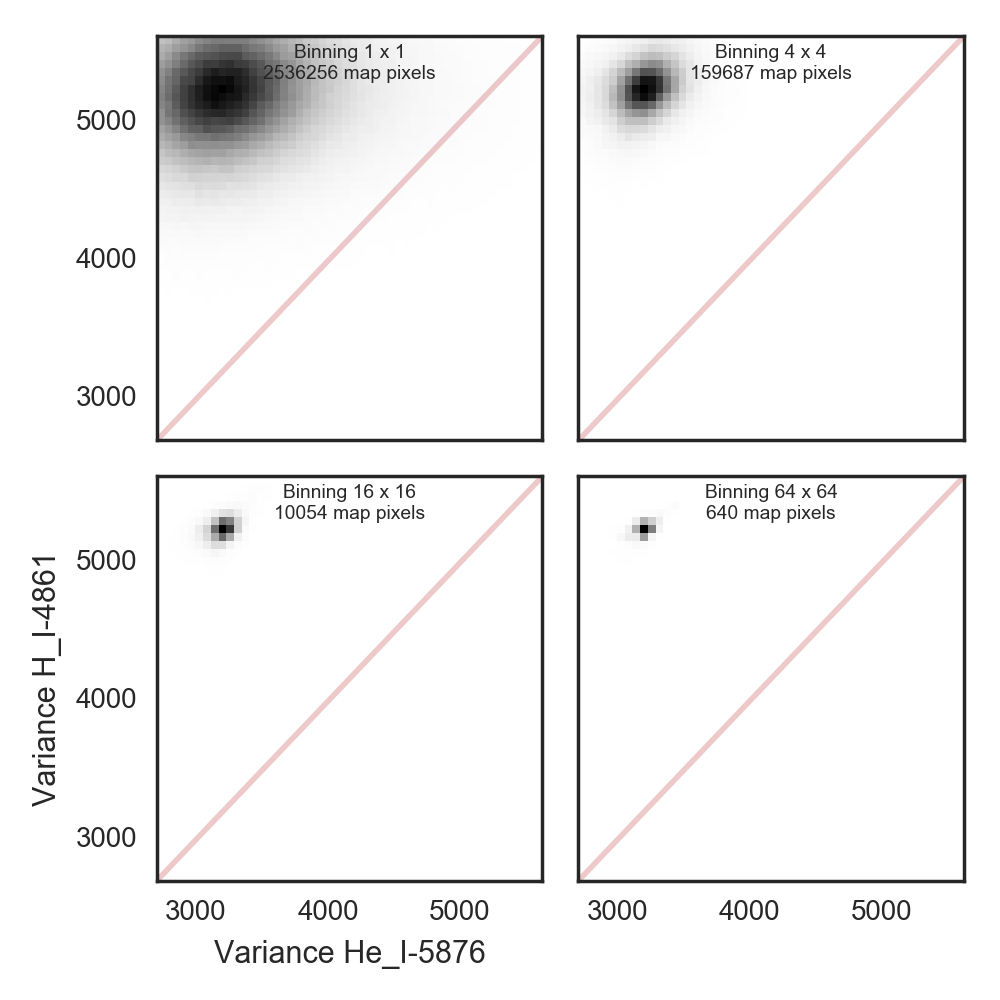 Binning 1 x 1
2536256 map pixels
Binning 4 x 4
159687 map pixels
5000
4000
3000
Binning 16 x 16
10054 map pixels
Binning 64 x 64
640 map pixels
5000
4000
3000
Variance H_I-4861
3000 4000 5000
3000 4000 5000
Variance He_I-5876